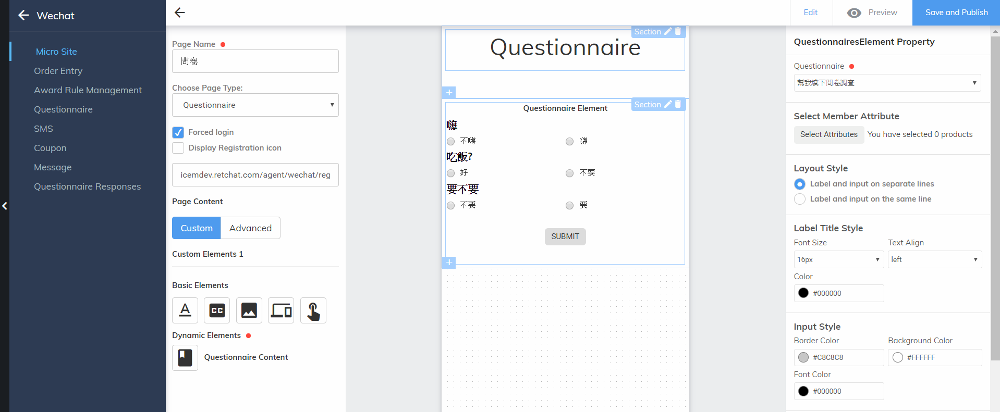 Wechat
Micro Site
Order Entry
Award Rule Management
Questionnaire
SMS
Coupon
Message
Questionnaire Responses
Edit
Preview
Save and Publish
Page Name
問卷
Choose Page Type:
Questionnaire
Forced login
Display Registration icon
icemdev.retchat.com/agent/wechat/reg
Page Content
Custom
Advanced
Custom Elements 1
Basic Elements
A
CC
Dynamic Elements
Questionnaire Content
Section
Questionnaire
+
Section
Questionnaire Element
嗨
不嗨
嗨
吃飯?
好
不要
要不要
不要
要
SUBMIT
+
QuestionnairesElement Property
Questionnaire
幫我填下問卷調查
Select Member Attribute
Select Attributes
You have selected 0 products
Layout Style
Label and input on separate lines
Label and input on the same line
Label Title Style
Font Size
Text Align
16px
left
Color
#000000
Input Style
Border Color
Background Color
#C8C8C8
#FFFFFF
Font Color
#000000